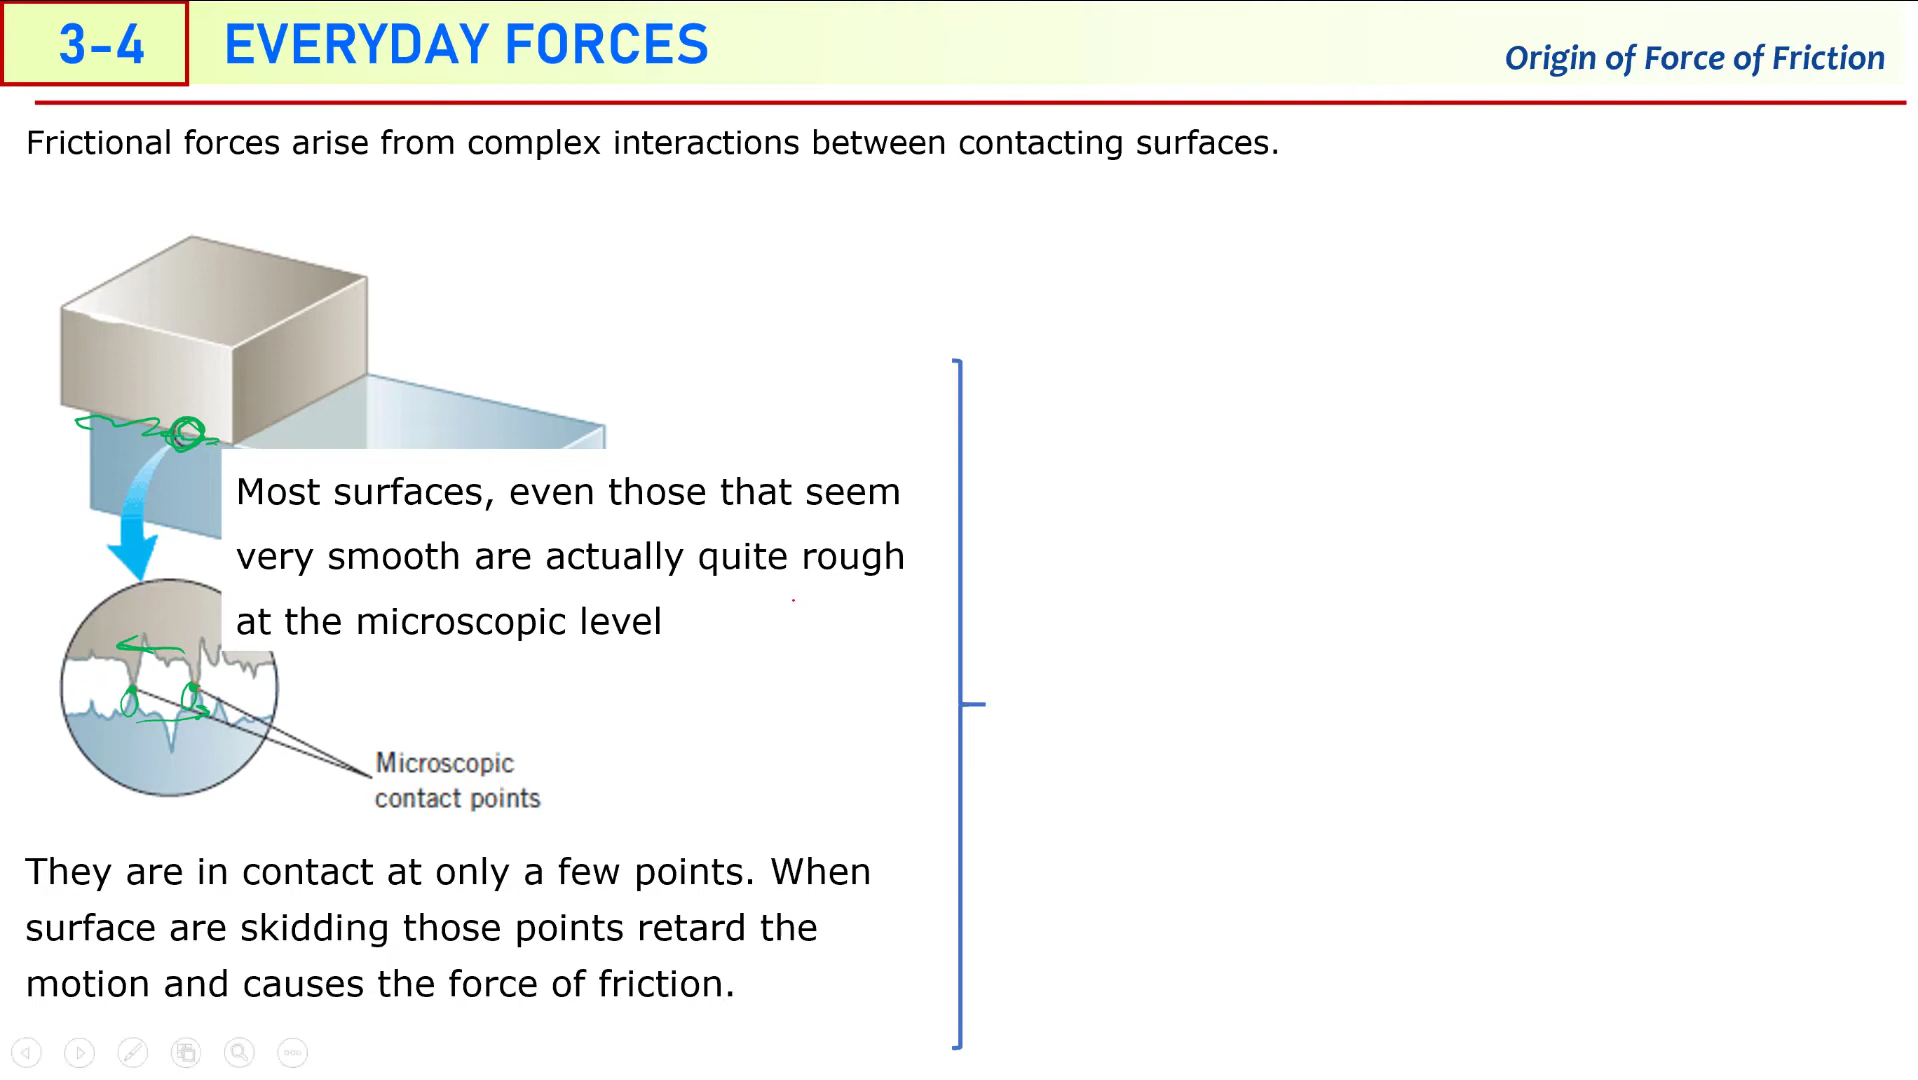 3-4
EVERYDAY FORCES
Origin of Force of Friction
Frictional forces arise from complex interactions between contacting surfaces.
Most surfaces, even those that seem
very smooth are actually quite rough
at the microscopic level
Microscopic
contact points
They are in contact at only a few points. When
surface are skidding those points retard the
motion and causes the force of friction.